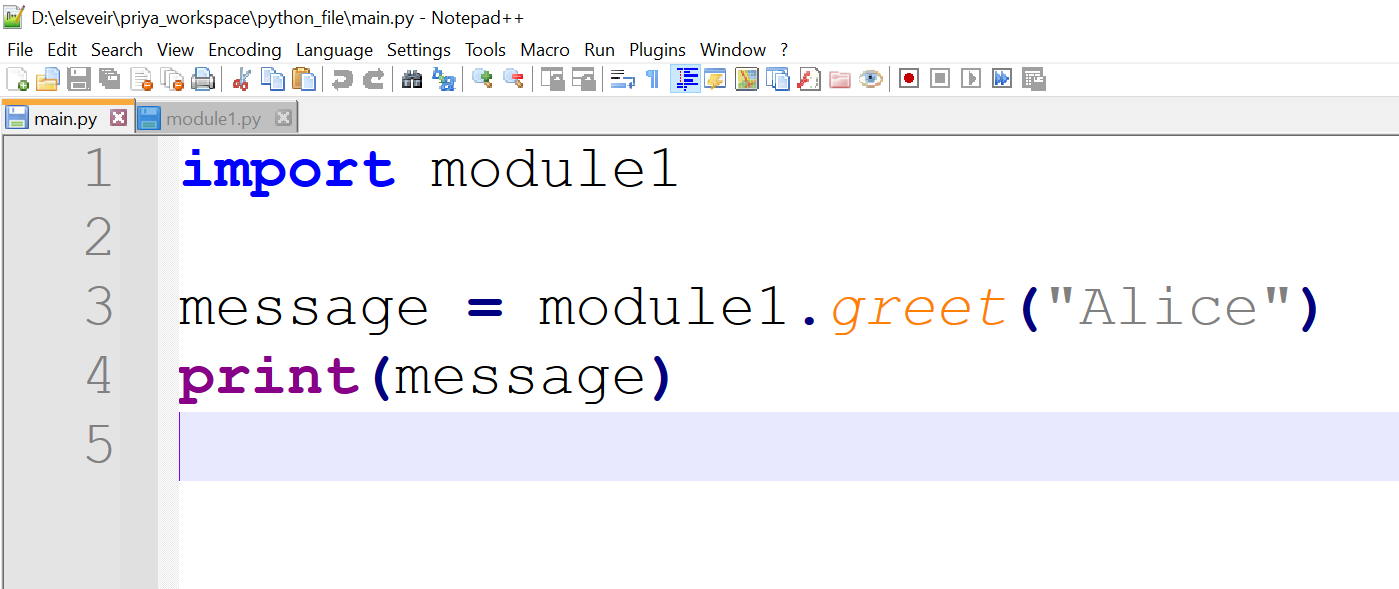 D:\elseveir\priya_workspace\python_file\main.py - Notepad++
File Edit Search View Encoding Language Settings Tools Macro Run Plugins Window ?
main.py module1.py
1 import module1
2
3 message = module1.greet("Alice")
4 print(message)
5